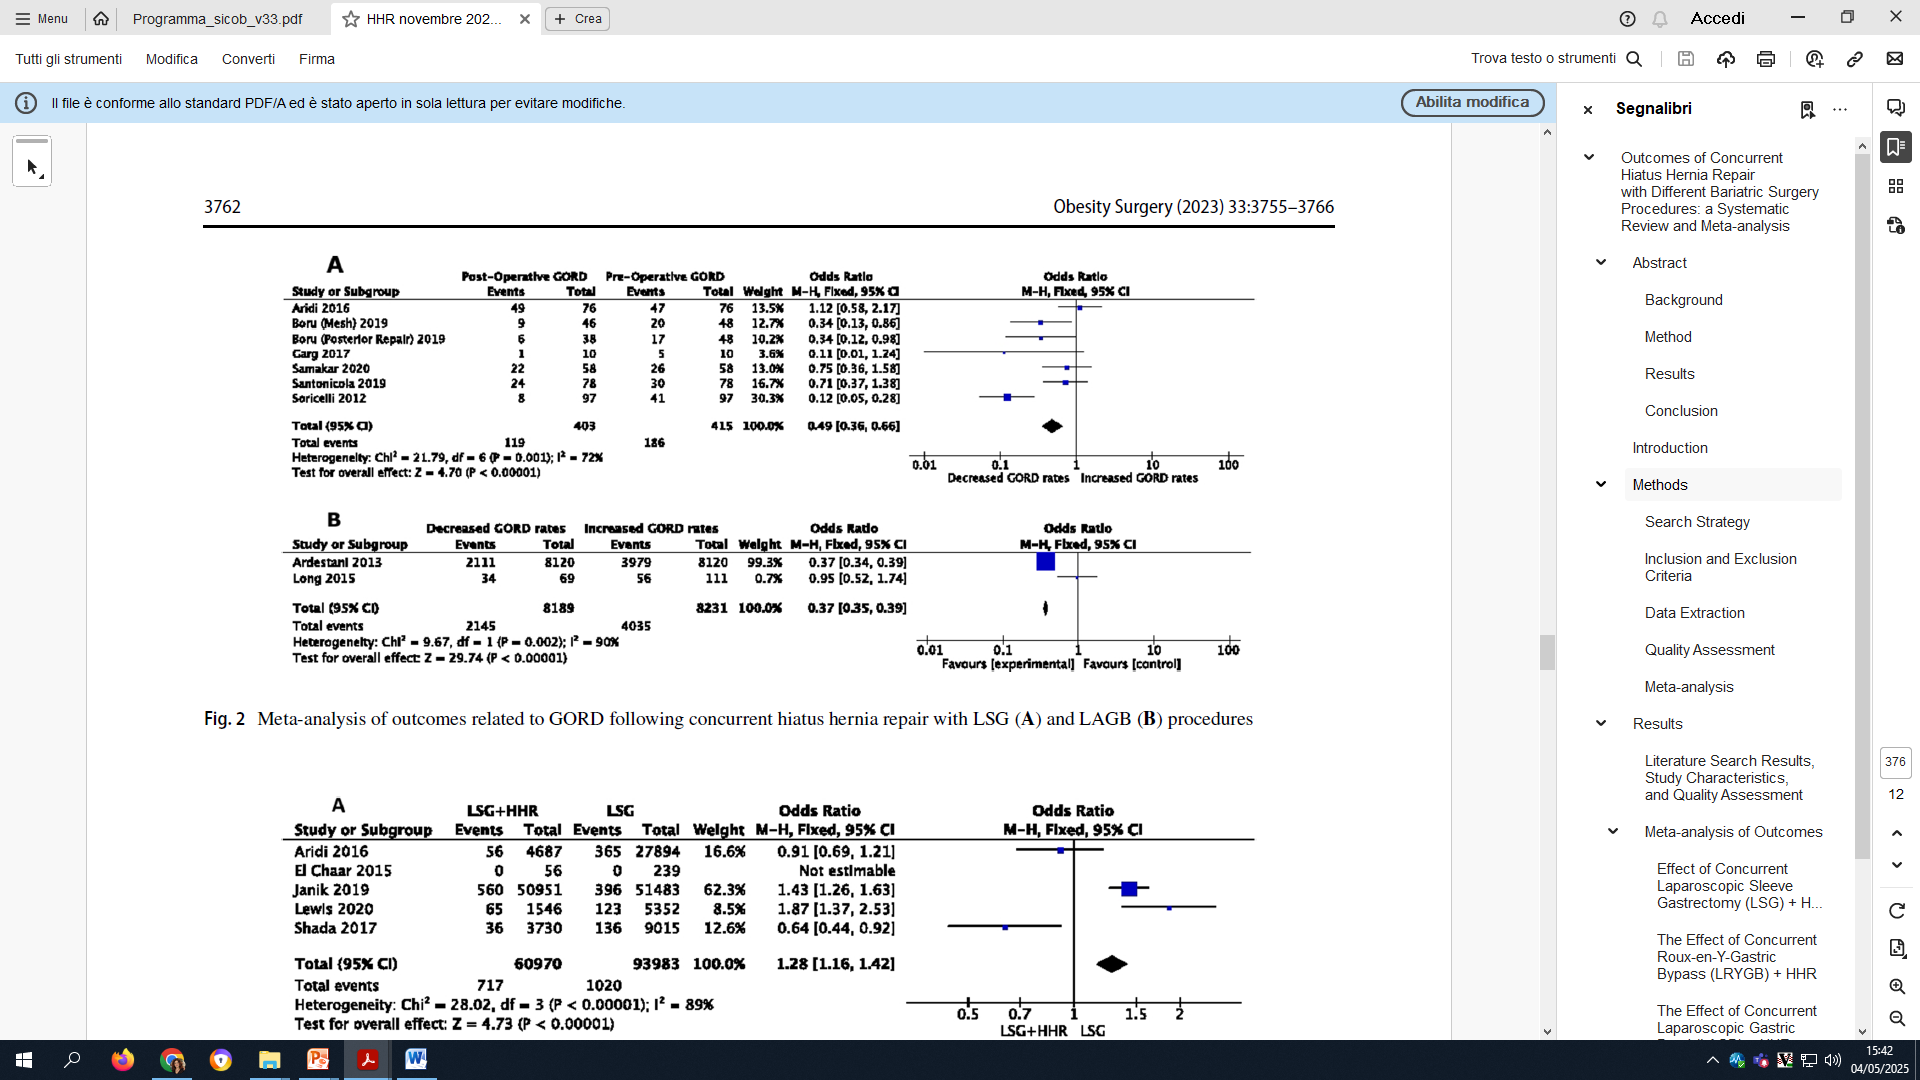 Menu
Programma_sicob_v33.pdf
HHR novembre 202...
Crea
Accedi
Tutti gli strumenti Modifica Converti Firma
Trova testo o strumenti
Il file è conforme allo standard PDF/A ed è stato aperto in sola lettura per evitare modifiche.
Abilita modifica
3762 Obesity Surgery (2023) 33:3755–3766
A
Post-Operative GORD Pre-Operative GORD Odds Ratio Odds Ratio
Study or Subgroup Events Total Events Total Weight M-H, Fixed, 95% CI M-H, Fixed, 95% CI
Aridi 2016 49 76 47 76 13.5% 1.12 [0.58, 2.17]
Boru (Mesh) 2019 9 46 20 48 12.7% 0.34 [0.13, 0.86]
Boru (Posterior Repair) 2019 6 38 17 48 10.2% 0.34 [0.12, 0.98]
Garg 2017 1 10 5 10 3.6% 0.11 [0.01, 1.24]
Samakar 2020 22 58 26 58 13.0% 0.75 [0.36, 1.58]
Santonicola 2019 24 78 30 78 16.7% 0.71 [0.37, 1.38]
Soricelli 2012 8 97 41 97 30.3% 0.12 [0.05, 0.28]
Total (95% CI) 403 415 100.0% 0.49 [0.36, 0.66]
Total events 119 186
Heterogeneity: Chi² = 21.79, df = 6 (P = 0.001); I² = 72%
Test for overall effect: Z = 4.70 (P < 0.00001)
0.01 0.1 1 10 100
Decreased GORD rates Increased GORD rates
B
Decreased GORD rates Increased GORD rates Odds Ratio Odds Ratio
Study or Subgroup Events Total Events Total Weight M-H, Fixed, 95% CI M-H, Fixed, 95% CI
Ardestani 2013 2111 8120 3979 8120 99.3% 0.37 [0.34, 0.39]
Long 2015 34 69 56 111 0.7% 0.95 [0.52, 1.74]
Total (95% CI) 8189 8231 100.0% 0.37 [0.35, 0.39]
Total events 2145 4035
Heterogeneity: Chi² = 9.67, df = 1 (P = 0.002); I² = 90%
Test for overall effect: Z = 29.74 (P < 0.00001)
0.01 0.1 1 10 100
Favours [experimental] Favours [control]
Fig. 2 Meta-analysis of outcomes related to GORD following concurrent hiatus hernia repair with LSG (A) and LAGB (B) procedures
A
LSG+HHR LSG Odds Ratio Odds Ratio
Study or Subgroup Events Total Events Total Weight M-H, Fixed, 95% CI M-H, Fixed, 95% CI
Aridi 2016 56 4687 365 27894 16.6% 0.91 [0.69, 1.21]
El Chaar 2015 0 56 0 239 Not estimable
Janik 2019 560 50951 396 51483 62.3% 1.43 [1.26, 1.63]
Lewis 2020 65 1546 123 5352 8.5% 1.87 [1.37, 2.53]
Shada 2017 36 3730 136 9015 12.6% 0.64 [0.44, 0.92]
Total (95% CI) 60970 93983 100.0% 1.28 [1.16, 1.42]
Total events 717 1020
Heterogeneity: Chi² = 28.02, df = 3 (P < 0.00001); I² = 89%
Test for overall effect: Z = 4.73 (P < 0.00001)
0.5 0.7 1 1.5 2
LSG+HHR LSG
Segnalibri
Outcomes of Concurrent
Hiatus Hernia Repair
with Different Bariatric Surgery
Procedures: a Systematic
Review and Meta-analysis
Abstract
Background
Method
Results
Conclusion
Introduction
Methods
Search Strategy
Inclusion and Exclusion
Criteria
Data Extraction
Quality Assessment
Meta-analysis
Results
Literature Search Results,
Study Characteristics,
and Quality Assessment
Meta-analysis of Outcomes
Effect of Concurrent
Laparoscopic Sleeve
Gastrectomy (LSG) + H...
The Effect of Concurrent
Roux-en-Y-Gastric
Bypass (LRYGB) + HHR
The Effect of Concurrent
Laparoscopic Gastric
376
12
15:42
04/05/2025